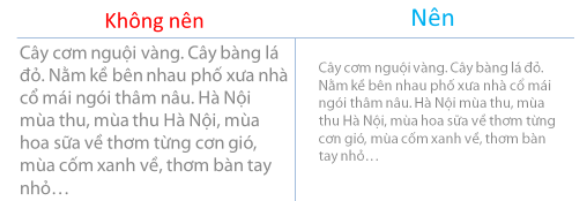 Không nên
Nên
Cây cơm nguội vàng. Cây bàng lá
đỏ. Nằm kề bên nhau phố xưa nhà
cổ mái ngói thâm nâu. Hà Nội
mùa thu, mùa thu Hà Nội, mùa
hoa sữa về thơm từng cơn gió,
mùa cốm xanh về, thơm bàn tay
nhỏ…
Cây cơm nguội vàng. Cây bàng lá đỏ.
Nằm kề bên nhau phố xưa nhà cổ mái
ngói thâm nâu. Hà Nội mùa thu, mùa
thu Hà Nội, mùa hoa sữa về thơm từng
cơn gió, mùa cốm xanh về, thơm bàn
tay nhỏ…